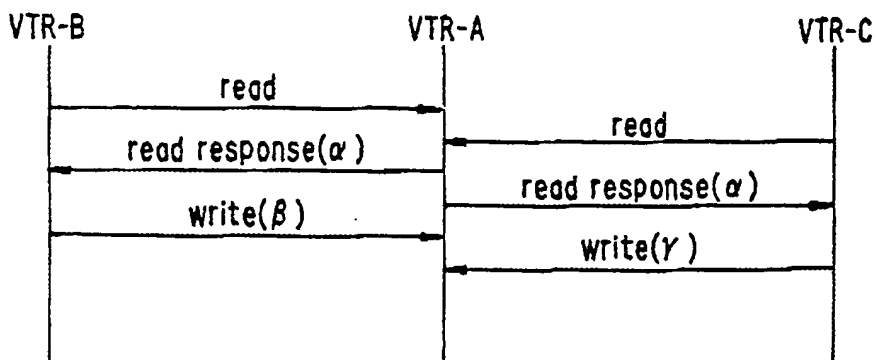 VTR-B VTR-A VTR-C
read
read
read response(α)
read response(α)
write(β)
write(γ)